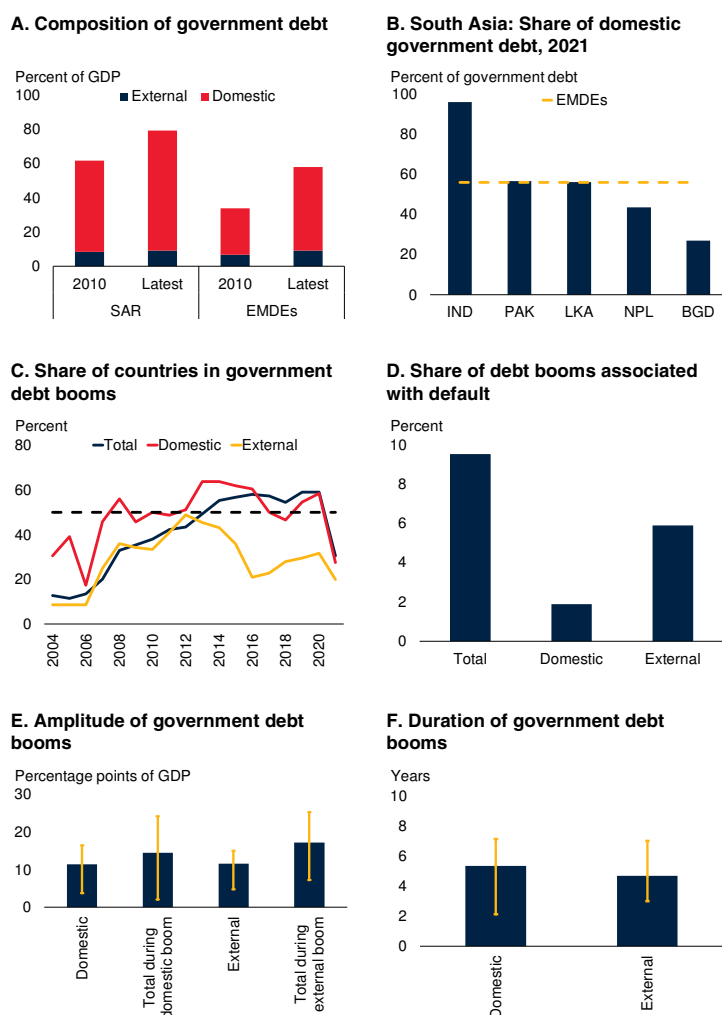 A. Composition of government debt
Percent of GDP
External Domestic
100
80
60
40
20
0
2010 Latest 2010 Latest
SAR EMDEs
B. South Asia: Share of domestic
government debt, 2021
Percent of government debt
EMDEs
100
80
60
40
20
0
IND PAK LKA NPL BGD
C. Share of countries in government
debt booms
Percent
Total Domestic External
80
60
40
20
0
2004 2006 2008 2010 2012 2014 2016 2018 2020
D. Share of debt booms associated
with default
Percent
10
8
6
4
2
0
Total Domestic External
E. Amplitude of government debt
booms
Percentage points of GDP
30
20
10
0
Domestic
Total during
domestic boom
External
Total during
external boom
F. Duration of government debt
booms
Years
10
8
6
4
2
0
Domestic
External